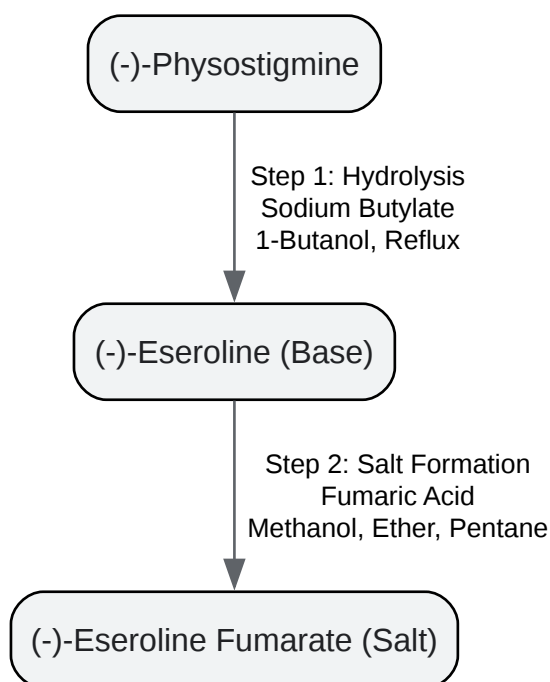 (-)-Physostigmine
Step 1: Hydrolysis
Sodium Butylate
1-Butanol, Reflux
(-)-Eseroline (Base)
Step 2: Salt Formation
Fumaric Acid
Methanol, Ether, Pentane
(-)-Eseroline Fumarate (Salt)